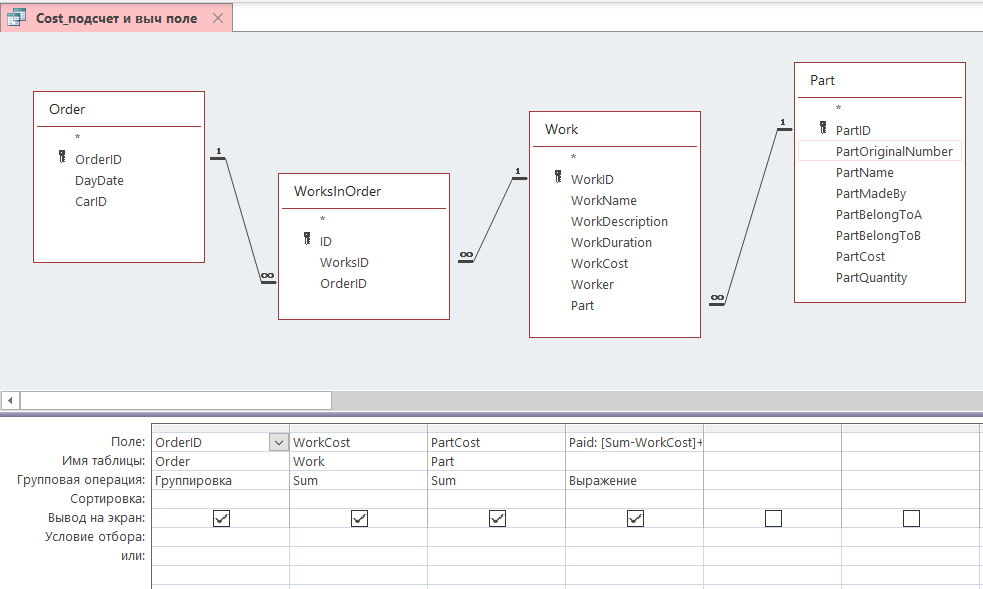 Cost_подсчет и выч поле
Order
*
OrderID
DayDate
CarID
1
∞
WorksInOrder
*
ID
WorksID
OrderID
∞
1
Work
*
WorkID
WorkName
WorkDescription
WorkDuration
WorkCost
Worker
Part
∞
1
Part
*
PartID
PartOriginalNumber
PartName
PartMadeBy
PartBelongToA
PartBelongToB
PartCost
PartQuantity
Поле: OrderID WorkCost PartCost Paid: [Sum-WorkCost]+
Имя таблицы: Order Work Part
Групповая операция: Группировка Sum Sum Выражение
Сортировка:
Вывод на экран:
Условие отбора:
или: